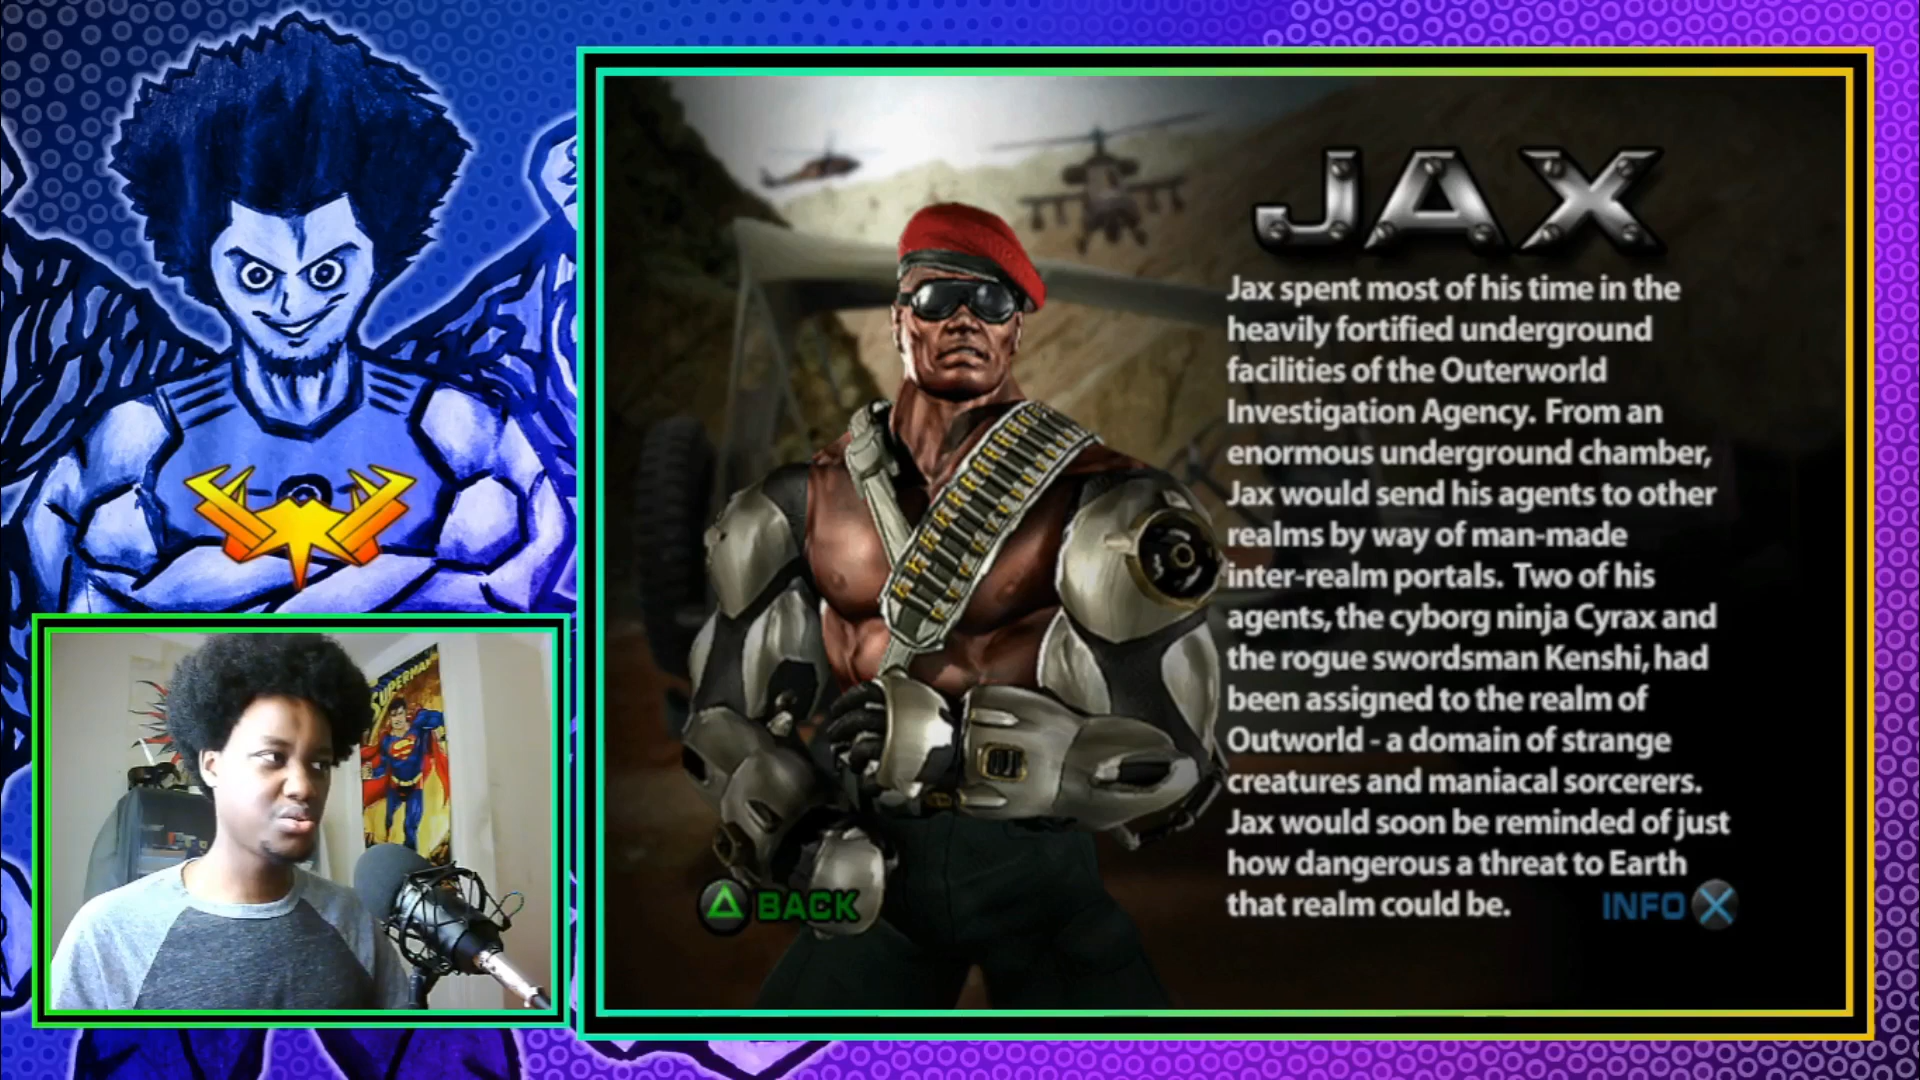 SUPERMAN
JAX
Jax spent most of his time in the
heavily fortified underground
facilities of the Outerworld
Investigation Agency. From an
enormous underground chamber,
Jax would send his agents to other
realms by way of man-made
inter-realm portals. Two of his
agents, the cyborg ninja Cyrax and
the rogue swordsman Kenshi, had
been assigned to the realm of
Outworld - a domain of strange
creatures and maniacal sorcerers.
Jax would soon be reminded of just
how dangerous a threat to Earth
that realm could be.
BACK
INFO